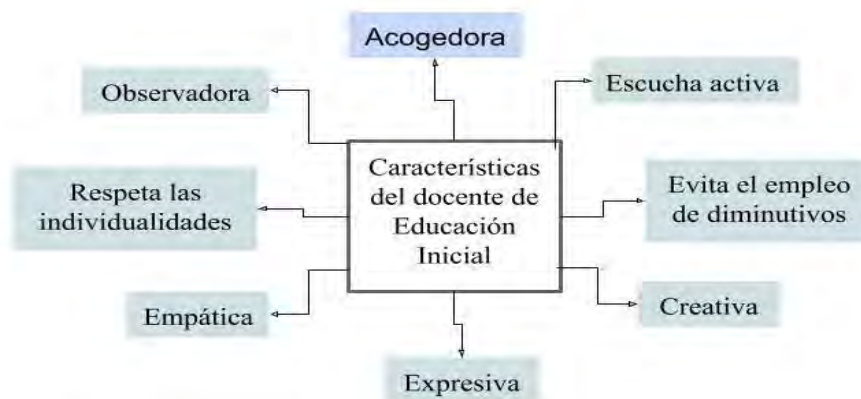 Acogedora
Observadora
Escucha activa
Características
del docente de
Educación
Inicial
Respeta las
individualidades
Evita el empleo
de diminutivos
Empática
Creativa
Expresiva